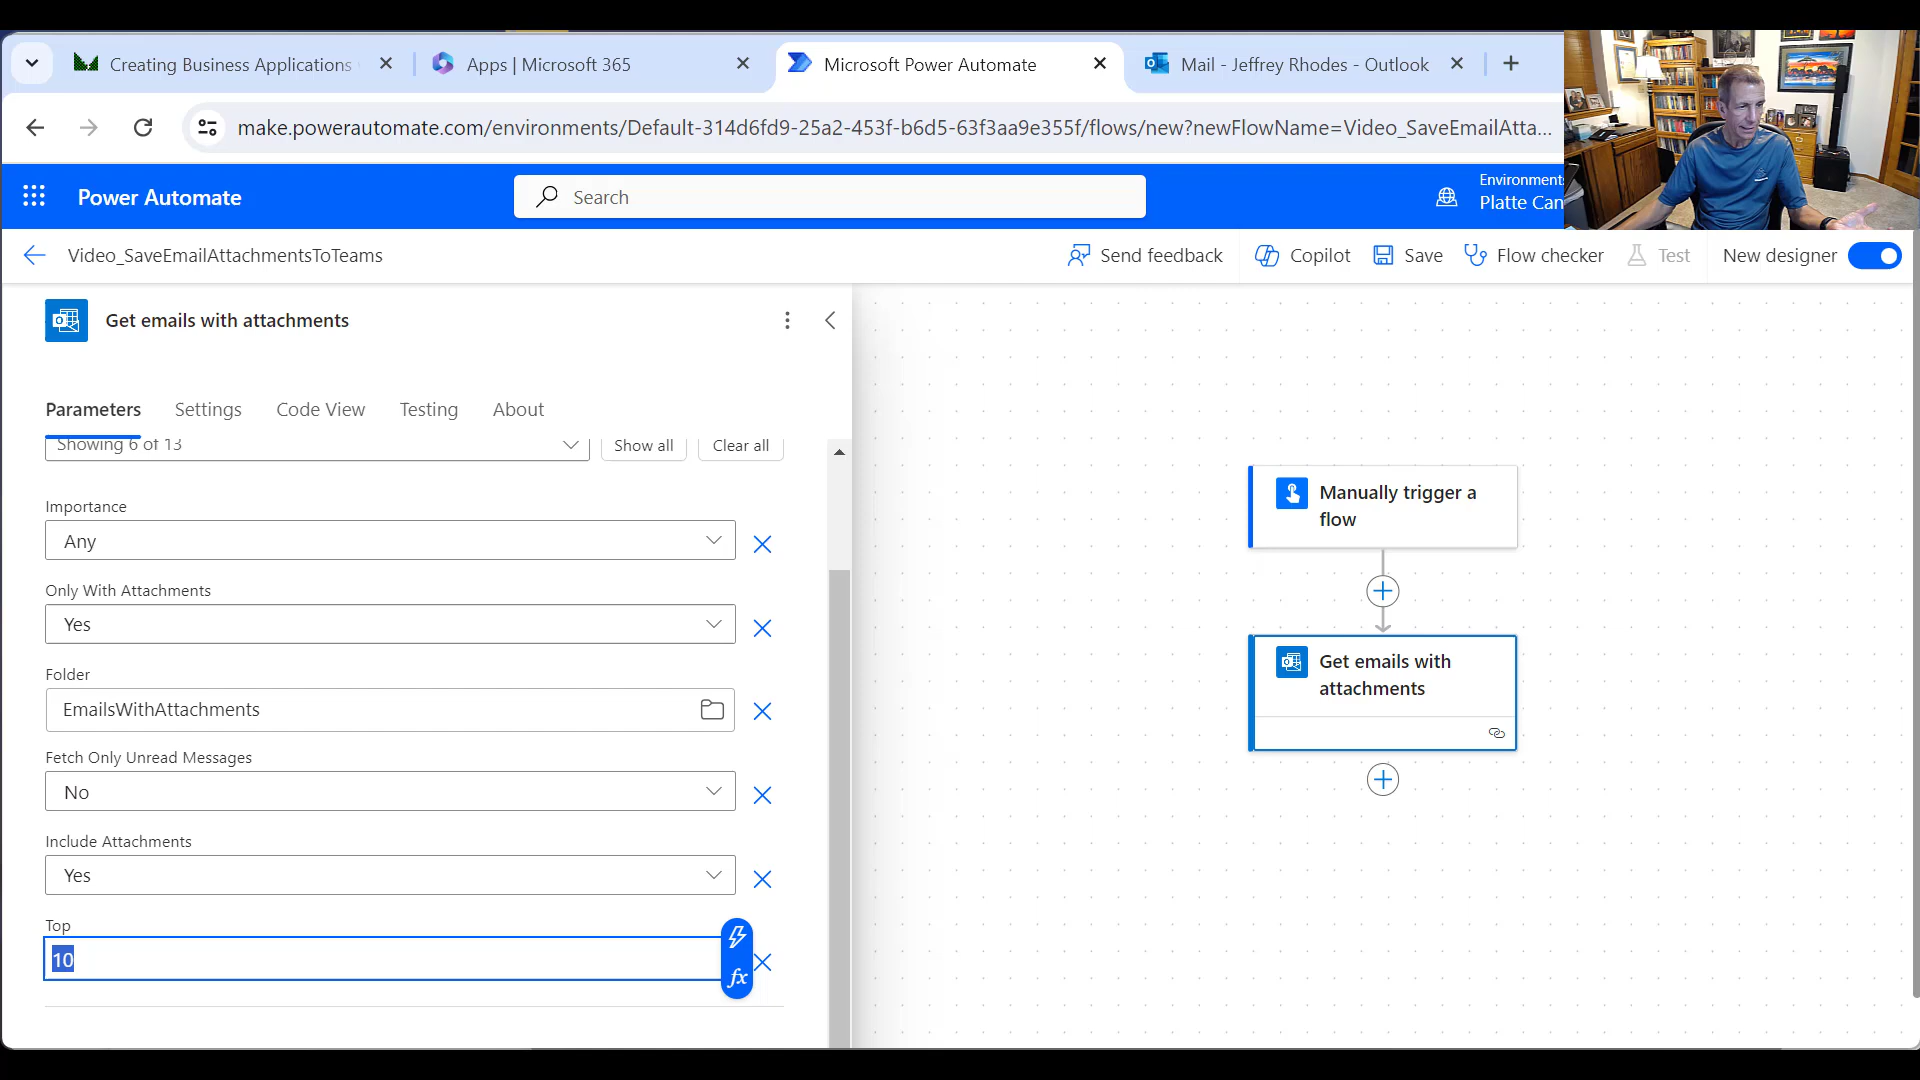 Creating Business Applications
Apps | Microsoft 365
Microsoft Power Automate
Mail - Jeffrey Rhodes - Outlook
make.powerautomate.com/environments/Default-314d6fd9-25a2-453f-b6d5-63f3aa9e355f/flows/new?newFlowName=Video_SaveEmailAtta...
Power Automate
Search
Environment
Platte Can
Video_SaveEmailAttachmentsToTeams
Send feedback
Copilot
Save
Flow checker
Test
New designer
Get emails with attachments
Parameters
Settings
Code View
Testing
About
Showing 6 of 13
Show all
Clear all
Importance
Any
Only With Attachments
Yes
Folder
EmailsWithAttachments
Fetch Only Unread Messages
No
Include Attachments
Yes
Top
10
fx
Manually trigger a
flow
Get emails with
attachments